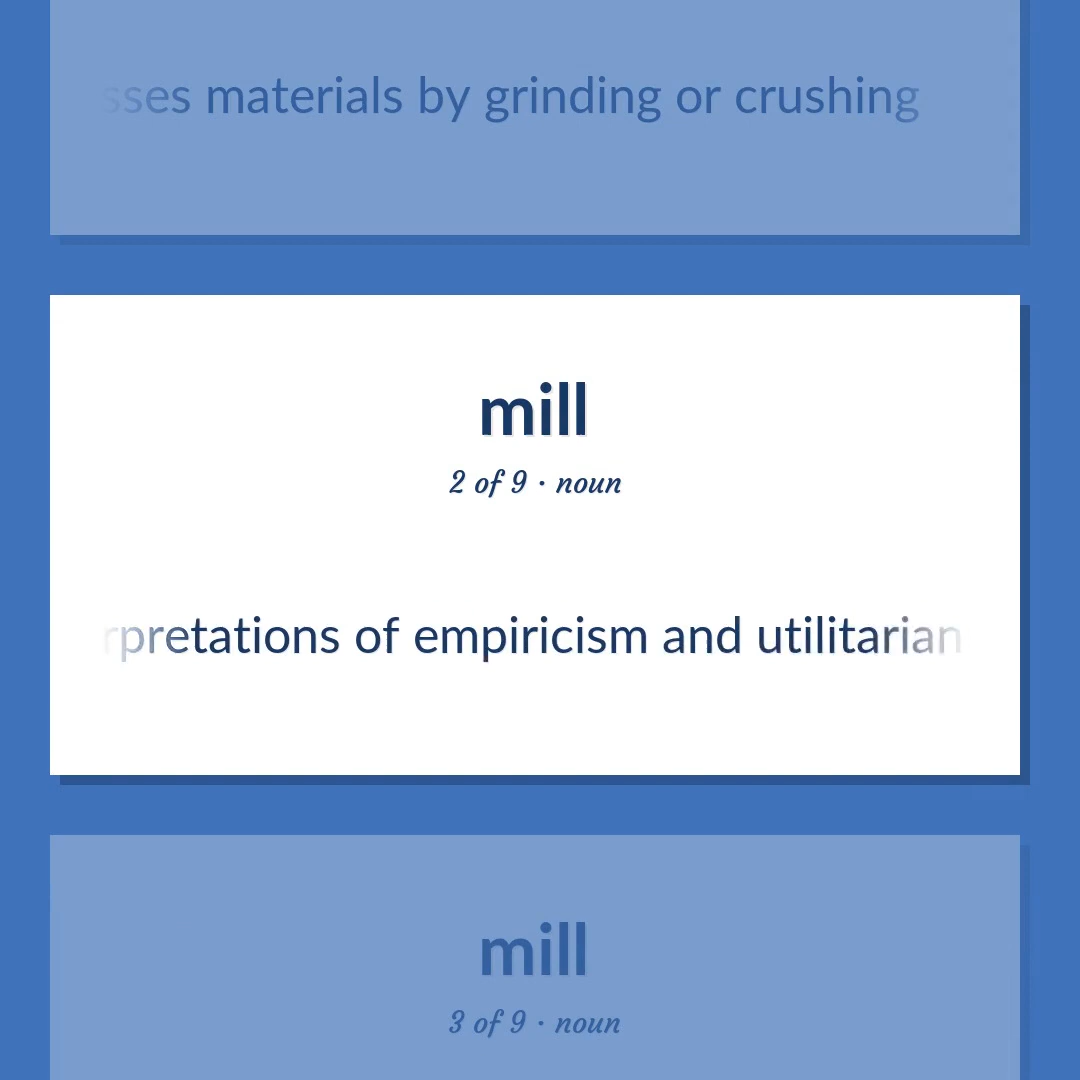 sses materials by grinding or crushing
mill
2 of 9 · noun
rpretations of empiricism and utilitarian
mill
3 of 9 · noun